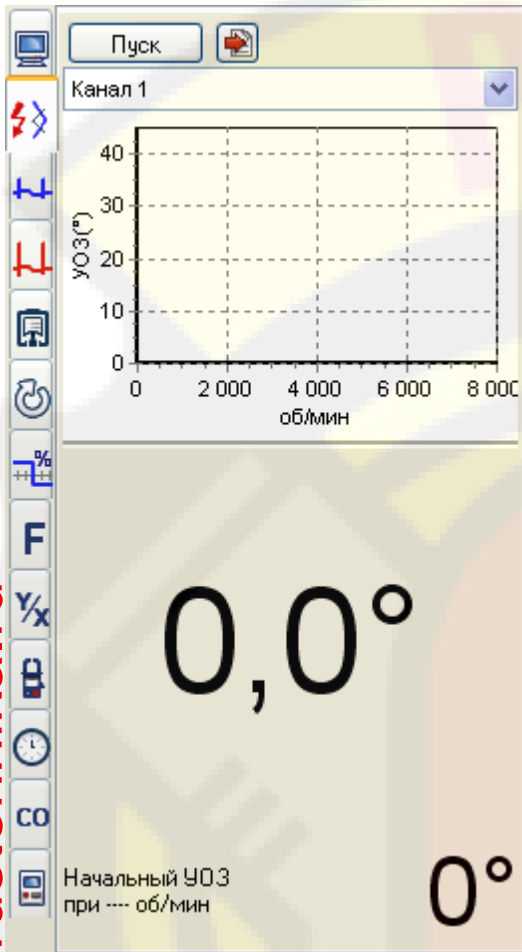 Пуск
Канал 1
УОЗ(°)
40
30
20
10
0
0 2 000 4 000 6 000 8 000
об/мин
%
F
Y/X
CO
0,0°
Начальный УОЗ
при ---- об/мин
0°